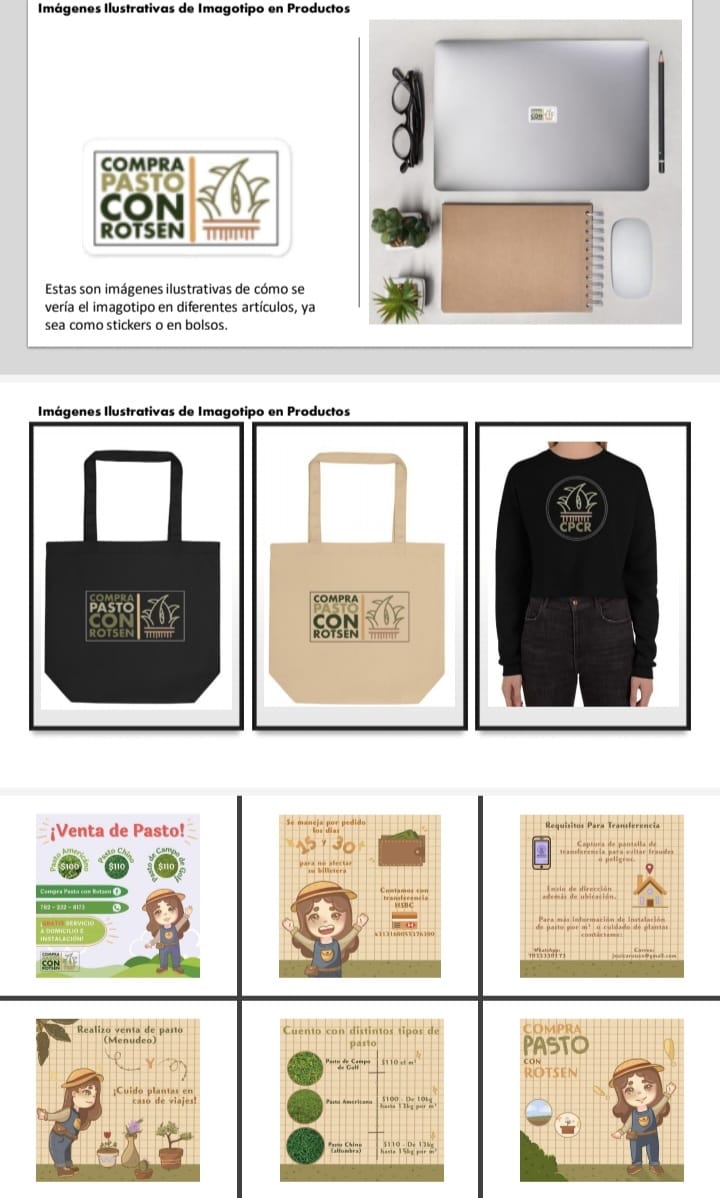 Imágenes Ilustrativas de Imagotipo en Productos
COMPRA
PASTO
CON
ROTSEN
Estas son imágenes ilustrativas de cómo se
vería el imagotipo en diferentes artículos, ya
sea como stickers o en bolsos.
Imágenes Ilustrativas de Imagotipo en Productos
COMPRA
PASTO
CON
ROTSEN
COMPRA
PASTO
CON
ROTSEN
CPCR
¡Venta de Pasto!
Pasto Americano
$100
Pasto Chino
$110
Pasto de Campo de Golf
$110
Compra Pasto con Rotsen
782 - 232 - 8173
¡GRATIS SERVICIO
A DOMICILIO E
INSTALACIÓN!
COMPRA
PASTO
CON
ROTSEN
Se maneja por pedido
los días
15 y 30
para no afectar
su billetera
Contamos con
transferencia
HSBC
Requisitos Para Transferencia
Captura de pantalla de
transferencia para evitar fraudes
o peligros.
Envío de dirección
además de ubicación.
Para más información de instalación
de pasto por m² o cuidado de plantas
contáctame:
WhatsApp:
Correo:
Realizo venta de pasto
(Menudeo)
Y
¡Cuido plantas en
caso de viajes!
Cuento con distintos tipos de
pasto
Pasto de Campo
de Golf
$110 el m²
Pasto Americano
$100 - De 10kg
hasta 13kg por m²
Pasto Chino
(alfombra)
$110 - De 13kg
hasta 15kg por m²
COMPRA
PASTO
CON
ROTSEN